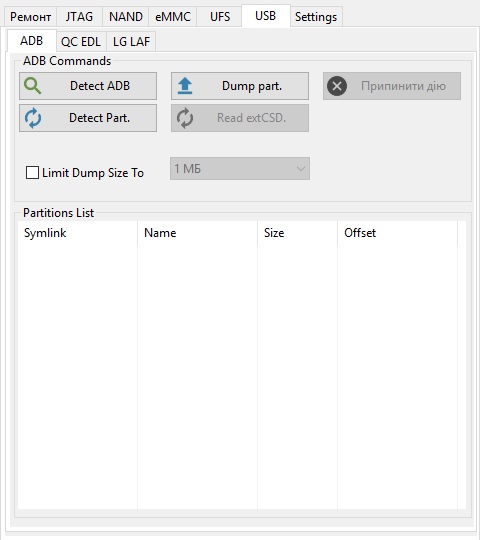 Ремонт JTAG NAND eMMC UFS USB Settings
ADB QC EDL LG LAF
ADB Commands
Detect ADB Dump part. Припинити дію
Detect Part. Read extCSD.
Limit Dump Size To 1 МБ
Partitions List
Symlink Name Size Offset